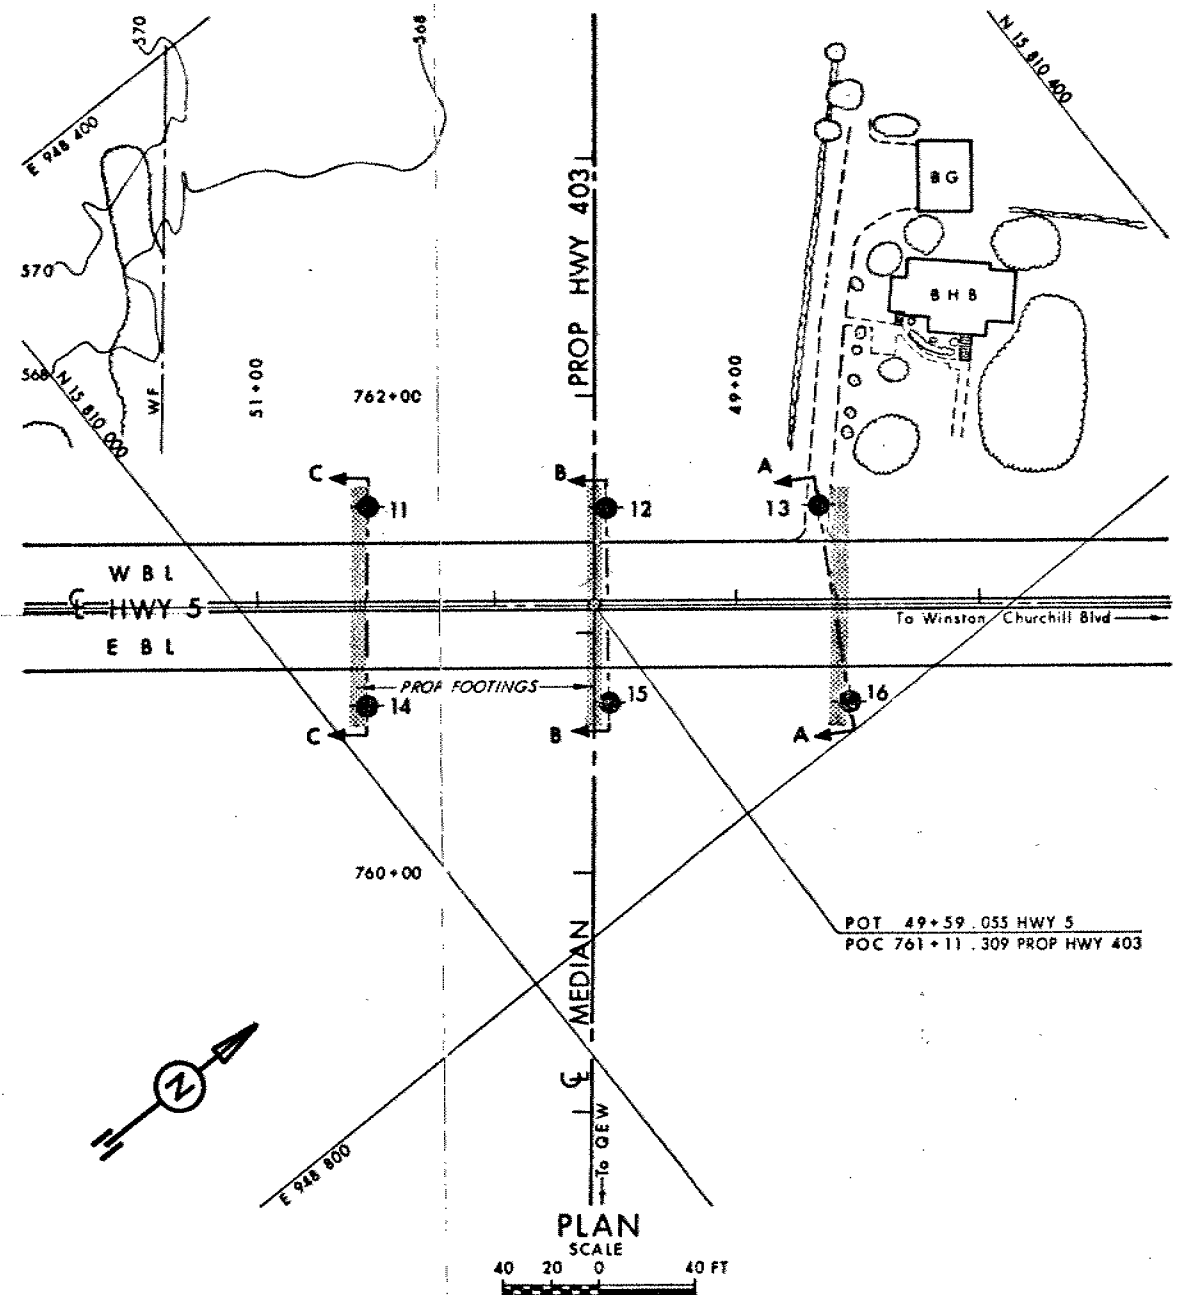 570
568
N 15 810 400
E 948 400
PROP HWY 403
BG
BHB
570
568
N 15 810 000
WF
51+00
762+00
49+00
C
B
A
11
12
13
WBL
℄ HWY 5
EBL
To Winston Churchill Blvd
PROP FOOTINGS
14
15
16
C
B
A
760+00
POT 49+59.055 HWY 5
POC 761+11.309 PROP HWY 403
MEDIAN
℄
N
To QEW
E 948 800
PLAN
SCALE
40 20 0 40 FT